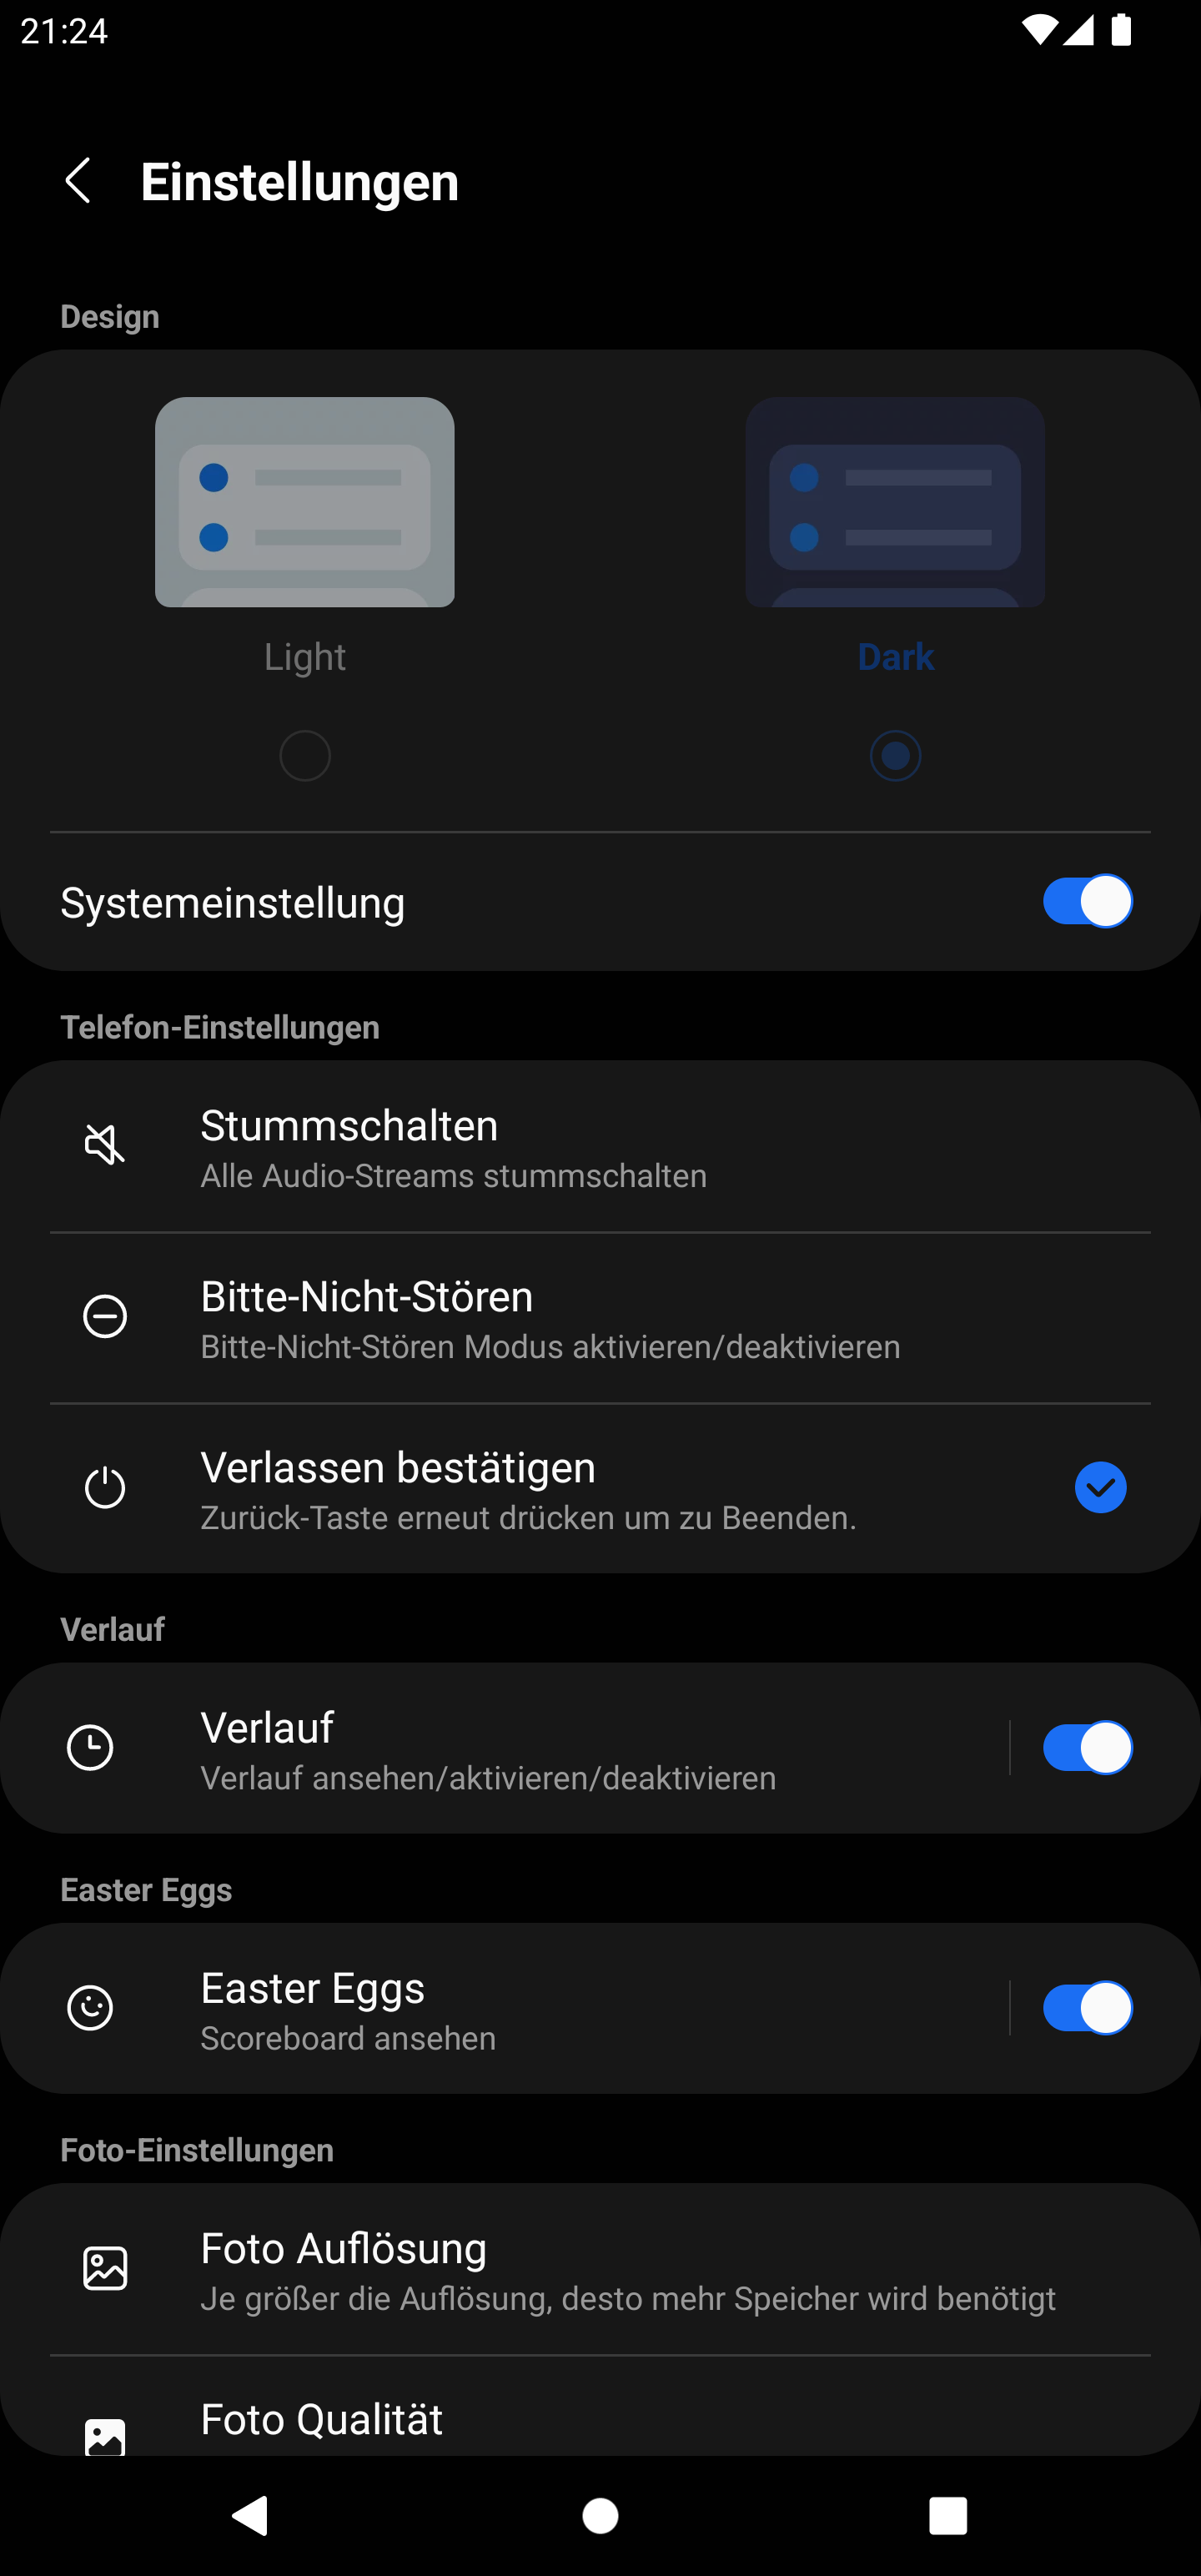 21:24
Einstellungen
Design
Light
Dark
Systemeinstellung
Telefon-Einstellungen
Stummschalten
Alle Audio-Streams stummschalten
Bitte-Nicht-Stören
Bitte-Nicht-Stören Modus aktivieren/deaktivieren
Verlassen bestätigen
Zurück-Taste erneut drücken um zu Beenden.
Verlauf
Verlauf
Verlauf ansehen/aktivieren/deaktivieren
Easter Eggs
Easter Eggs
Scoreboard ansehen
Foto-Einstellungen
Foto Auflösung
Je größer die Auflösung, desto mehr Speicher wird benötigt
Foto Qualität